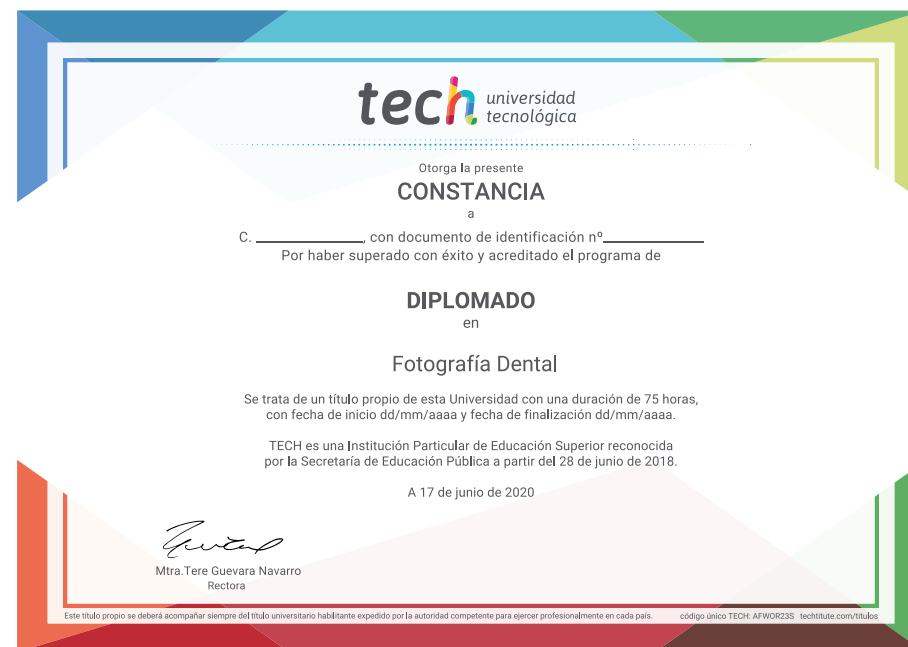 tech universidad
tecnológica
Otorga la presente
CONSTANCIA
a
C. ______________, con documento de identificación nº______________
Por haber superado con éxito y acreditado el programa de
DIPLOMADO
en
Fotografía Dental
Se trata de un título propio de esta Universidad con una duración de 75 horas,
con fecha de inicio dd/mm/aaaa y fecha de finalización dd/mm/aaaa.
TECH es una Institución Particular de Educación Superior reconocida
por la Secretaría de Educación Pública a partir del 28 de junio de 2018.
A 17 de junio de 2020
Mtra.Tere Guevara Navarro
Rectora
Este título propio se deberá acompañar siempre del título universitario habilitante expedido por la autoridad competente para ejercer profesionalmente en cada país. código único TECH: AFWOR23S techtitute.com/titulos